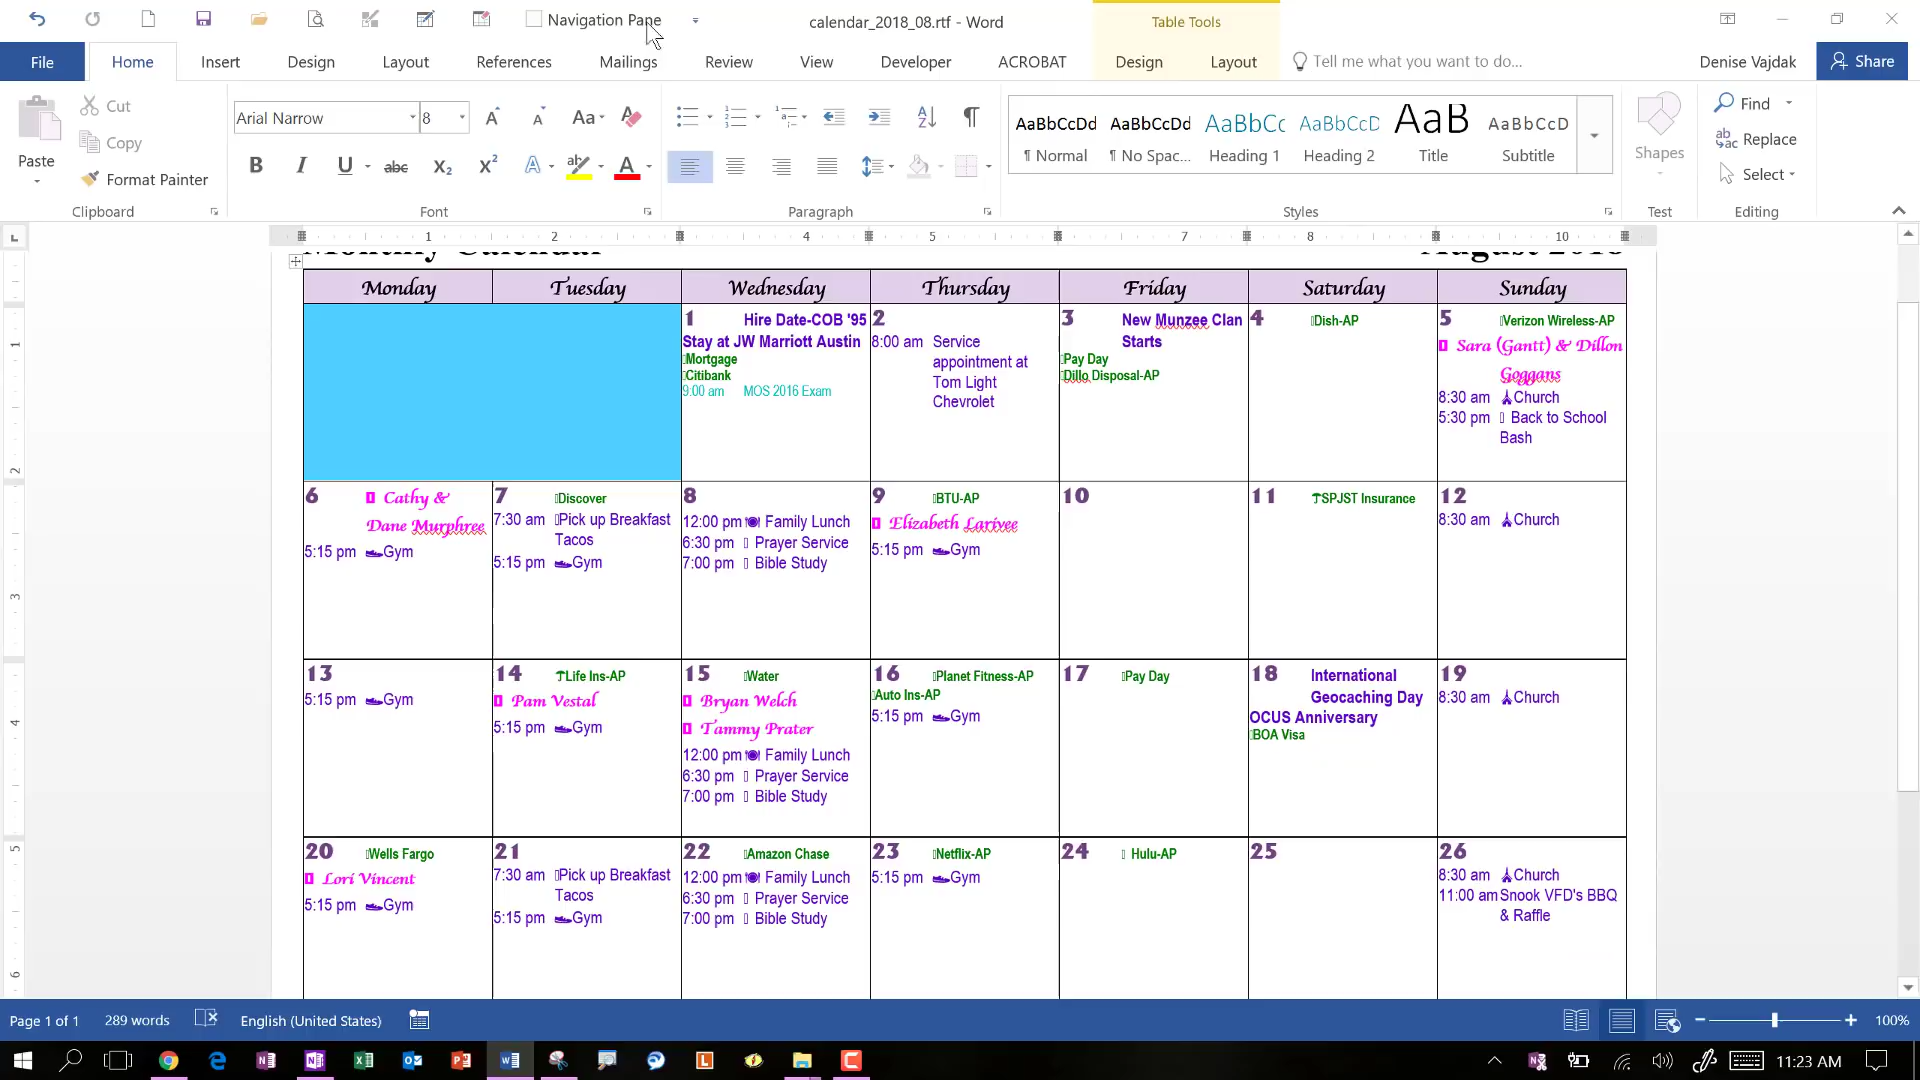 Navigation Pane
calendar_2018_08.rtf - Word
Table Tools
File Home Insert Design Layout References Mailings Review View Developer ACROBAT Design Layout Tell me what you want to do... Denise Vajdak Share
Paste
Cut
Copy
Format Painter
Clipboard
Arial Narrow 8
Font
Paragraph
AaBbCcDd AaBbCcDd AaBbCc AaBbCcD AaB AaBbCcD
¶ Normal ¶ No Spac... Heading 1 Heading 2 Title Subtitle
Styles
Shapes
Test
Find
Replace
Select
Editing
1 2 4 5 7 8 10
Monthly Calendar August 2018
Monday Tuesday Wednesday Thursday Friday Saturday Sunday
1 Hire Date-COB '95
Stay at JW Marriott Austin
Mortgage
Citibank
9:00 am MOS 2016 Exam
2
8:00 am Service
appointment at
Tom Light
Chevrolet
3 New Munzee Clan
Starts
Pay Day
Dillo Disposal-AP
4 Dish-AP
5 Verizon Wireless-AP
Sara (Gantt) & Dillon
Goggans
8:30 am Church
5:30 pm Back to School
Bash
6 Cathy &
Dane Murphree
5:15 pm Gym
7 Discover
7:30 am Pick up Breakfast
Tacos
5:15 pm Gym
8
12:00 pm Family Lunch
6:30 pm Prayer Service
7:00 pm Bible Study
9 BTU-AP
Elizabeth Larivee
5:15 pm Gym
10
11 SPJST Insurance
12
8:30 am Church
13
5:15 pm Gym
14 Life Ins-AP
Pam Vestal
5:15 pm Gym
15 Water
Bryan Welch
Tammy Prater
12:00 pm Family Lunch
6:30 pm Prayer Service
7:00 pm Bible Study
16 Planet Fitness-AP
Auto Ins-AP
5:15 pm Gym
17 Pay Day
18 International
Geocaching Day
OCUS Anniversary
BOA Visa
19
8:30 am Church
20 Wells Fargo
Lori Vincent
5:15 pm Gym
21
7:30 am Pick up Breakfast
Tacos
5:15 pm Gym
22 Amazon Chase
12:00 pm Family Lunch
6:30 pm Prayer Service
7:00 pm Bible Study
23 Netflix-AP
5:15 pm Gym
24 Hulu-AP
25
26
8:30 am Church
11:00 am Snook VFD's BBQ
& Raffle
1
2
3
4
5
6
Page 1 of 1 289 words English (United States) 100%
11:23 AM